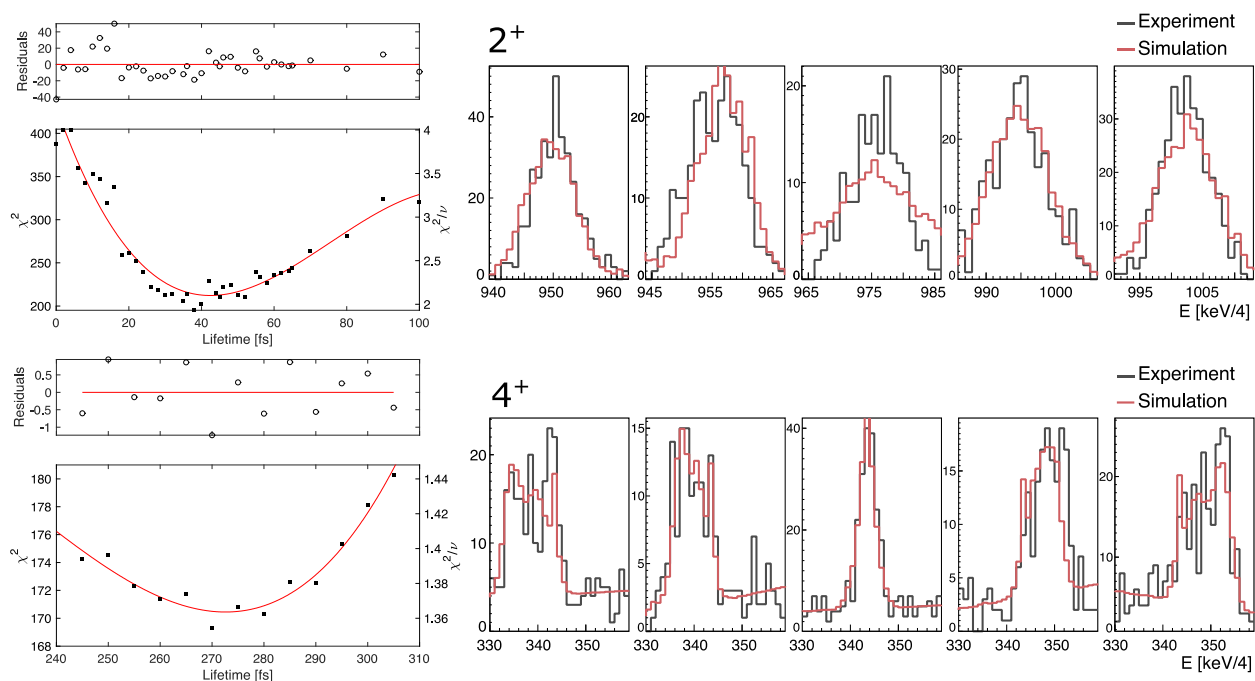 Residuals
40
20
0
-20
-40
χ²
400
350
300
250
200
4
3.5
3
2.5
2
χ²/ν
0 20 40 60 80 100
Lifetime [fs]
Residuals
0.5
0
-0.5
-1
χ²
180
178
176
174
172
170
168
1.44
1.42
1.4
1.38
1.36
χ²/ν
240 250 260 270 280 290 300 310
Lifetime [fs]
2⁺
Experiment
Simulation
40
20
0
940 950 960
20
10
0
945 955 965
20
10
0
965 975 985
30
20
10
0
990 1000
30
20
10
0
991 1001
E [keV/4]
4⁺
Experiment
Simulation
20
10
0
330 340 350
15
10
5
0
330 340 350
40
20
0
330 340 350
15
10
5
0
330 340 350
20
10
0
330 340 350
E [keV/4]